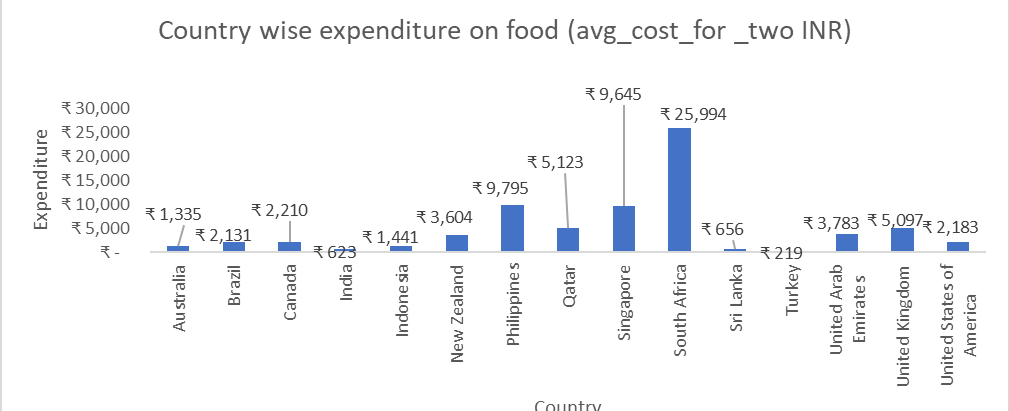 Country wise expenditure on food (avg_cost_for _two INR)
Expenditure
₹ 30,000
₹ 25,000
₹ 20,000
₹ 15,000
₹ 10,000
₹ 5,000
₹ -
₹ 1,335
₹ 2,131
₹ 2,210
₹ 623
₹ 1,441
₹ 3,604
₹ 9,795
₹ 5,123
₹ 9,645
₹ 25,994
₹ 656
₹ 219
₹ 3,783
₹ 5,097
₹ 2,183
Australia
Brazil
Canada
India
Indonesia
New Zealand
Philippines
Qatar
Singapore
South Africa
Sri Lanka
Turkey
United Arab
Emirates
United Kingdom
United States of
America
Country